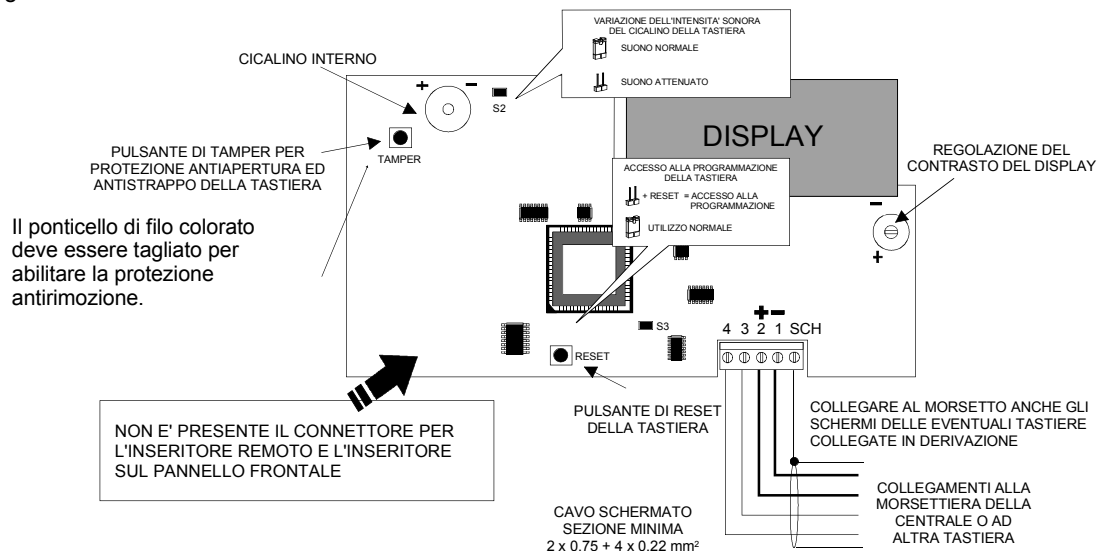 VARIAZIONE DELL'INTENSITA' SONORA
DEL CICALINO DELLA TASTIERA
SUONO NORMALE
SUONO ATTENUATO
CICALINO INTERNO
+ -
S2
TAMPER
PULSANTE DI TAMPER PER
PROTEZIONE ANTIAPERTURA ED
ANTISTRAPPO DELLA TASTIERA
DISPLAY
REGOLAZIONE DEL
CONTRASTO DEL DISPLAY
-
+
ACCESSO ALLA PROGRAMMAZIONE
DELLA TASTIERA
+ RESET = ACCESSO ALLA
PROGRAMMAZIONE
UTILIZZO NORMALE
Il ponticello di filo colorato
deve essere tagliato per
abilitare la protezione
antirimozione.
S3
RESET
+ -
4 3 2 1 SCH
PULSANTE DI RESET
DELLA TASTIERA
NON E' PRESENTE IL CONNETTORE PER
L'INSERITORE REMOTO E L'INSERITORE
SUL PANNELLO FRONTALE
COLLEGARE AL MORSETTO ANCHE GLI
SCHERMI DELLE EVENTUALI TASTIERE
COLLEGATE IN DERIVAZIONE
COLLEGAMENTI ALLA
MORSETTIERA DELLA
CENTRALE O AD
ALTRA TASTIERA
CAVO SCHERMATO
SEZIONE MINIMA
2 x 0.75 + 4 x 0.22 mm²